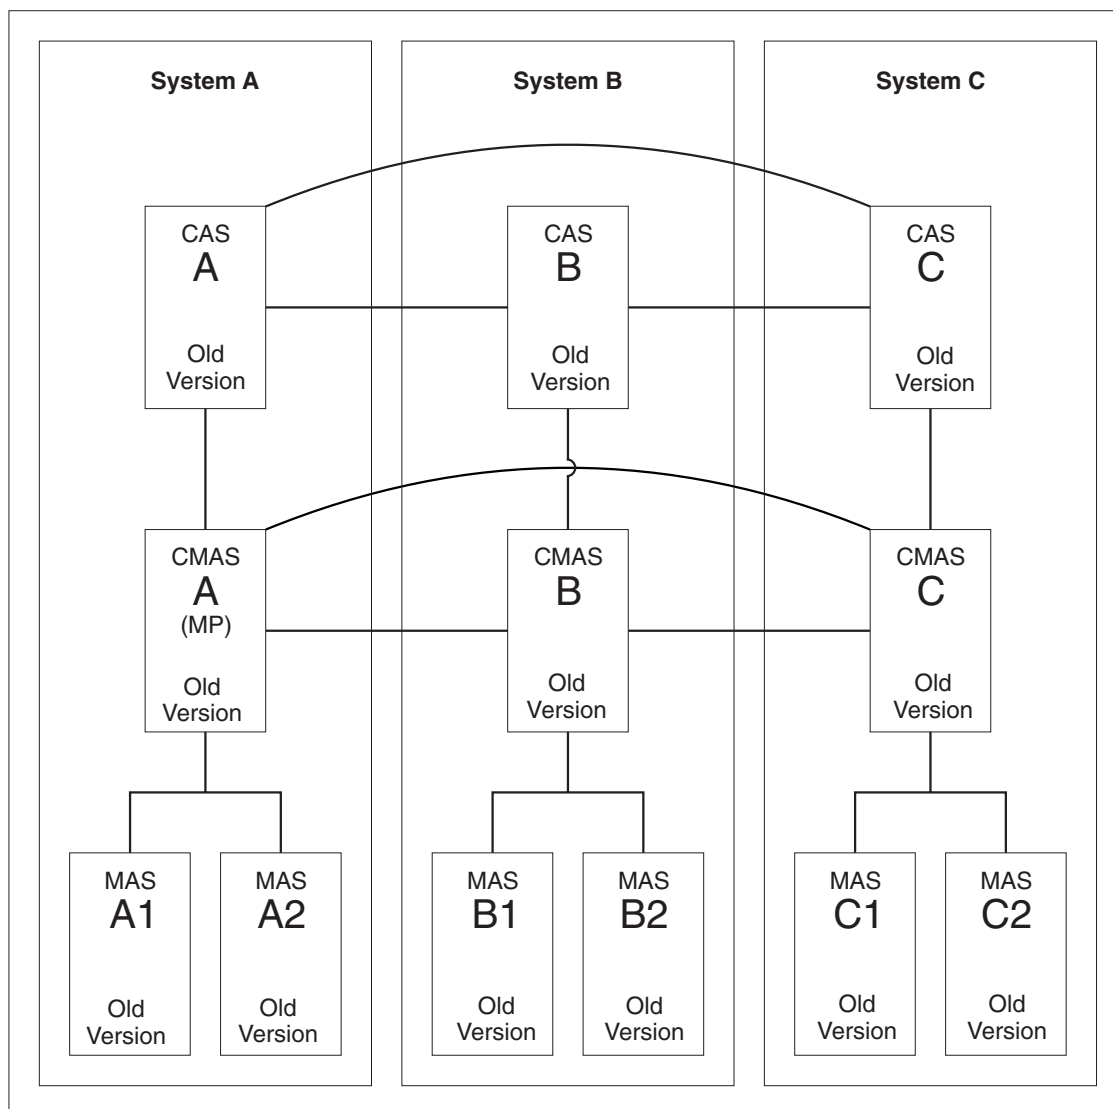 System A
System B
System C
CAS
A
Old
Version
CAS
B
Old
Version
CAS
C
Old
Version
CMAS
A
(MP)
Old
Version
CMAS
B
Old
Version
CMAS
C
Old
Version
MAS
A1
Old
Version
MAS
A2
Old
Version
MAS
B1
Old
Version
MAS
B2
Old
Version
MAS
C1
Old
Version
MAS
C2
Old
Version